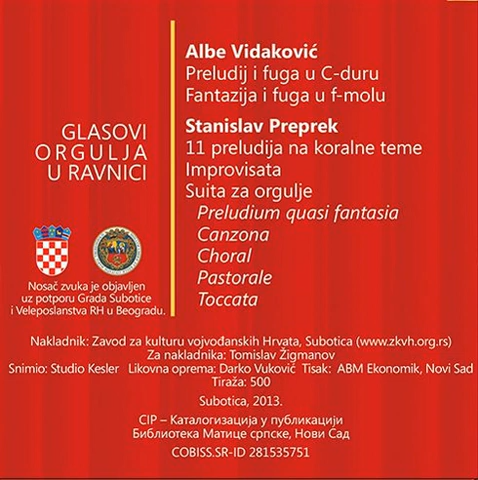 GLASOVI
ORGULJA
U RAVNICI
Nosač zvuka je objavljen
uz potporu Grada Subotice
i Veleposlanstva RH u Beogradu.
Albe Vidaković
Preludij i fuga u C-duru
Fantazija i fuga u f-molu
Stanislav Preprek
11 preludija na koralne teme
Improvisata
Suita za orgulje
Preludium quasi fantasia
Canzona
Choral
Pastorale
Toccata
Nakladnik: Zavod za kulturu vojvođanskih Hrvata, Subotica (www.zkvh.org.rs)
Za nakladnika: Tomislav Žigmanov
Snimio: Studio Kesler Likovna oprema: Darko Vuković Tisak: ABM Ekonomik, Novi Sad
Tiraža: 500
Subotica, 2013.
CIP – Каталогизација у публикацији
Библиотека Матице српске, Нови Сад
COBISS.SR-ID 281535751